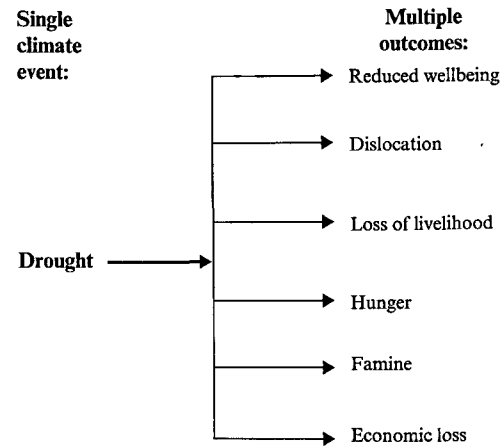 Single
climate
event:
Multiple
outcomes:
Reduced wellbeing
Dislocation
Loss of livelihood
Drought
Hunger
Famine
Economic loss